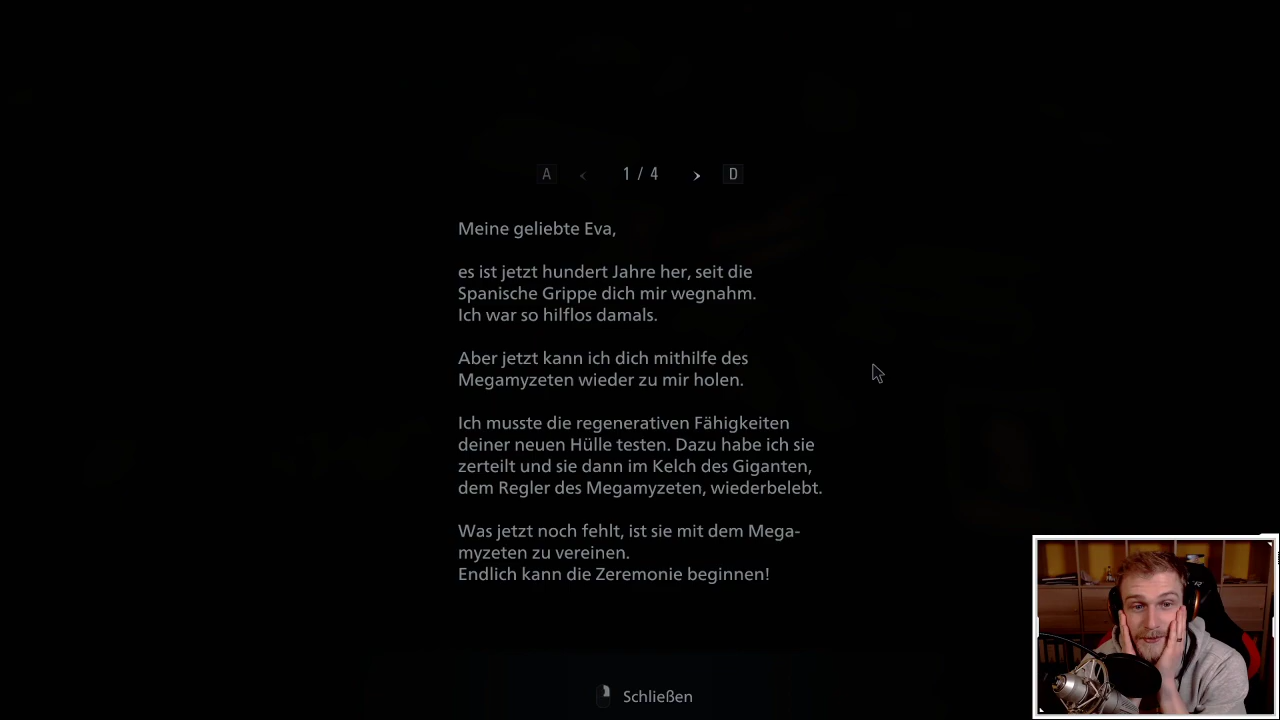 A < 1 / 4 > D
Meine geliebte Eva,
es ist jetzt hundert Jahre her, seit die
Spanische Grippe dich mir wegnahm.
Ich war so hilflos damals.
Aber jetzt kann ich dich mithilfe des
Megamyzeten wieder zu mir holen.
Ich musste die regenerativen Fähigkeiten
deiner neuen Hülle testen. Dazu habe ich sie
zerteilt und sie dann im Kelch des Giganten,
dem Regler des Megamyzeten, wiederbelebt.
Was jetzt noch fehlt, ist sie mit dem Mega-
myzeten zu vereinen.
Endlich kann die Zeremonie beginnen!
Schließen